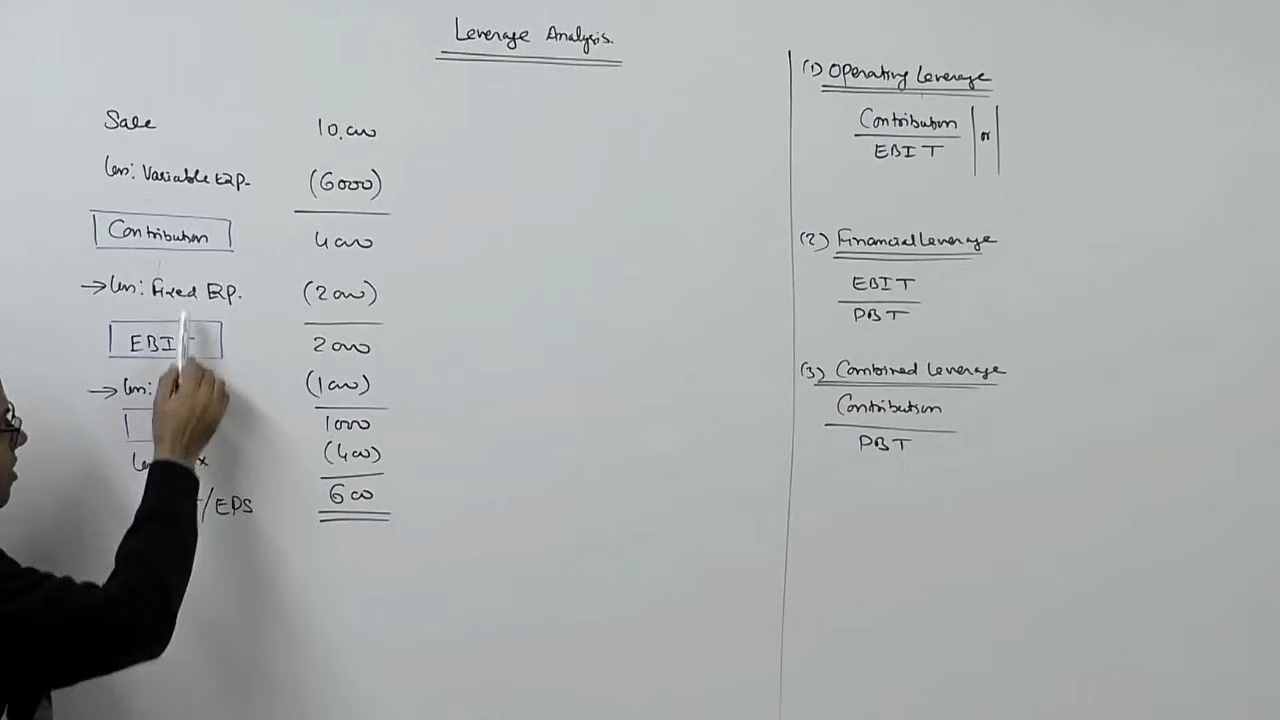 Leverage Analysis.
Sale 10,000
Less: Variable Exp. (6000)
Contribution 4000
→ Less: Fixed Exp. (2000)
EBIT 2000
→ Less: (1000)
1000
(400)
/EPS 600
(1) Operating Leverage
Contribution
EBIT
or
(2) Financial Leverage
EBIT
PBT
(3) Combined Leverage
Contribution
PBT